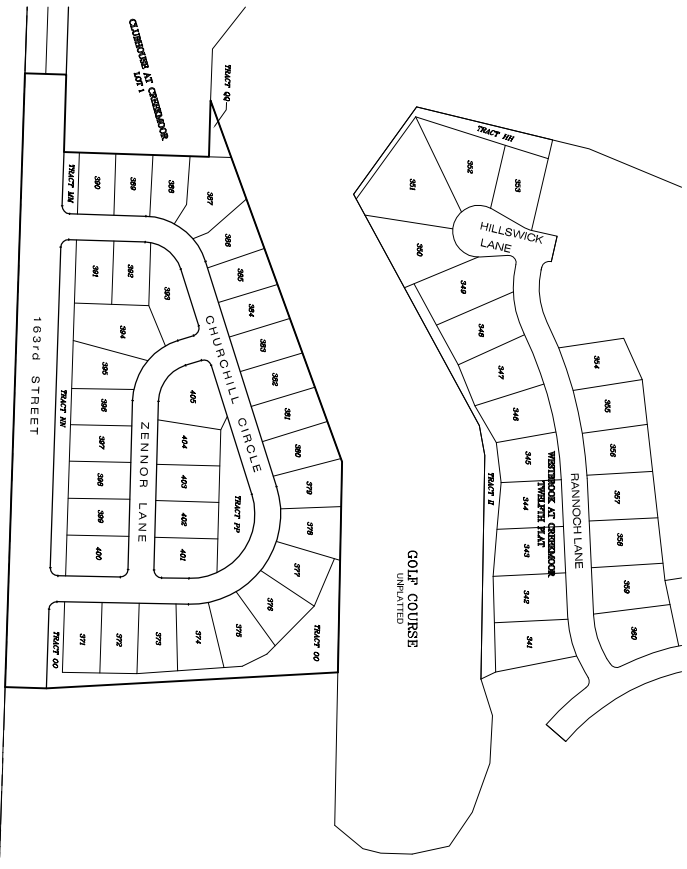 CLUBHOUSE AT CREEKMOOR
LOT 1
TRACT QQ
TRACT HH
TRACT MM
390
389
388
387
386
385
384
383
382
381
380
379
378
377
376
375
374
373
372
371
TRACT OO
TRACT OO
391
392
393
394
395
396
397
398
399
400
405
404
403
402
401
TRACT PP
TRACT NN
163rd STREET
CHURCHILL CIRCLE
ZENNOR LANE
GOLF COURSE
UNPLATTED
353
352
351
350
349
348
347
346
345
344
343
342
341
TRACT II
HILLSWICK
LANE
354
355
356
357
358
359
360
RANNOCH LANE
WESTBROOK AT CREEKMOOR
TWELFTH PLAT